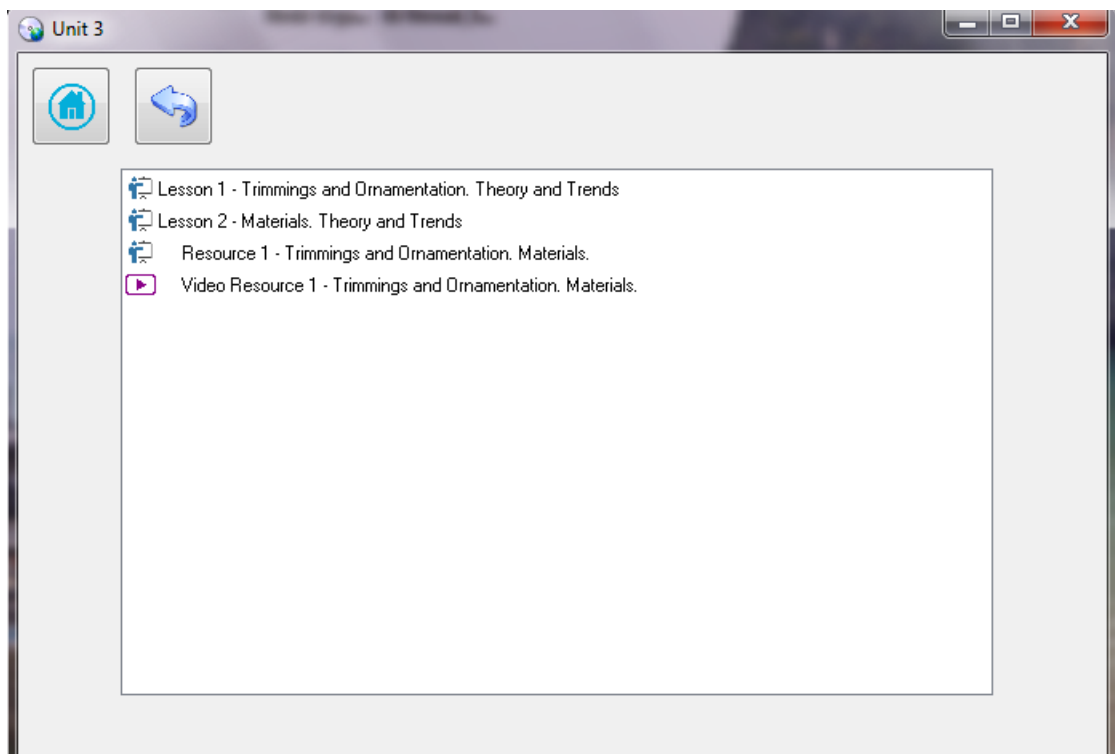 Unit 3
Lesson 1 - Trimmings and Ornamentation. Theory and Trends
Lesson 2 - Materials. Theory and Trends
Resource 1 - Trimmings and Ornamentation. Materials.
Video Resource 1 - Trimmings and Ornamentation. Materials.